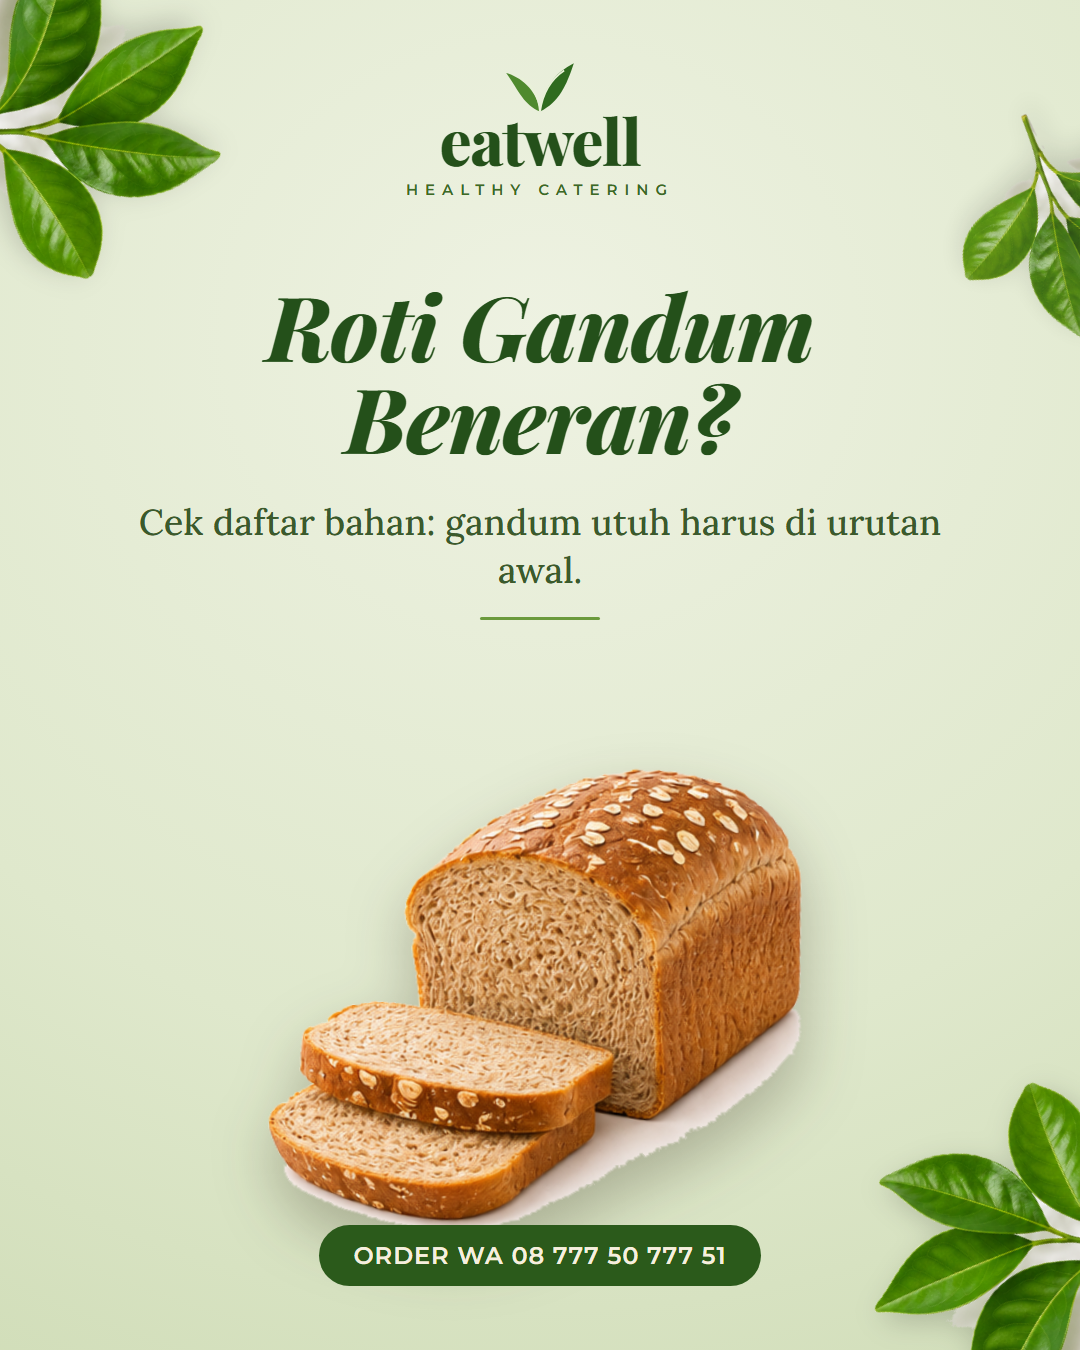 eatwell
HEALTHY CATERING
Roti Gandum
Beneran?
Cek daftar bahan: gandum utuh harus di urutan
awal.
ORDER WA 08 777 50 777 51